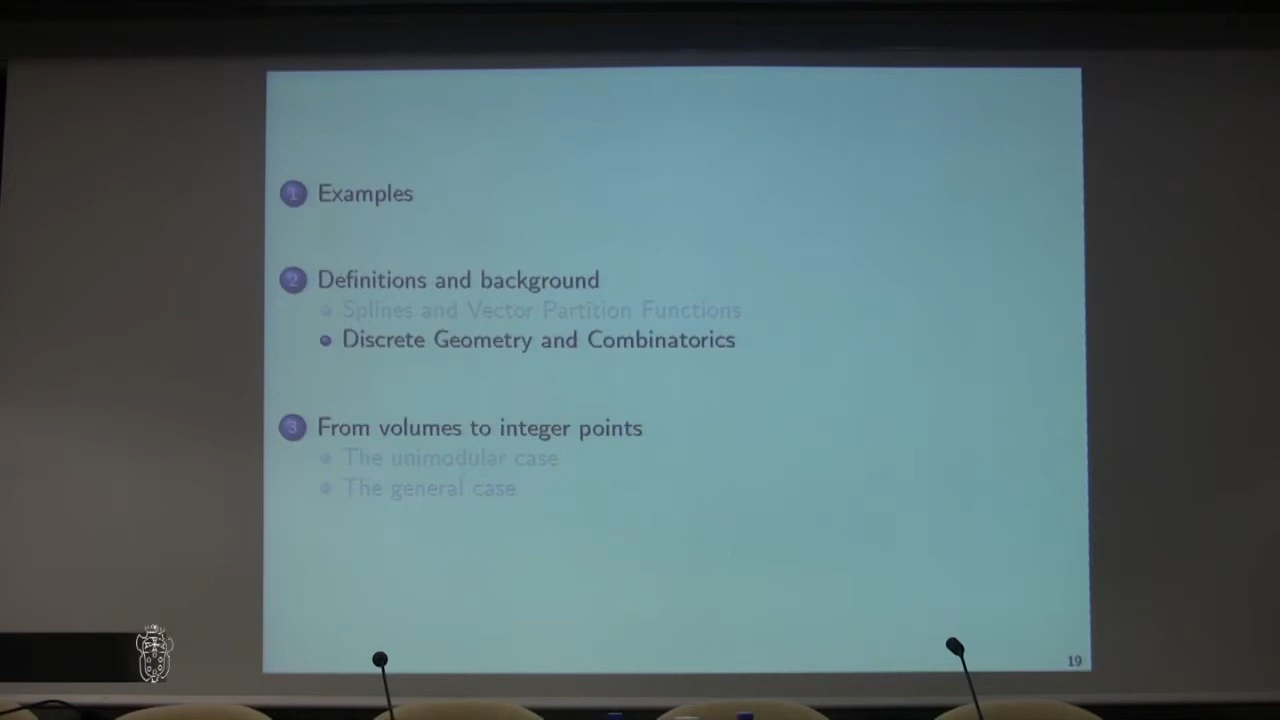 1 Examples
2 Definitions and background
Splines and Vector Partition Functions
Discrete Geometry and Combinatorics
3 From volumes to integer points
The unimodular case
The general case
19